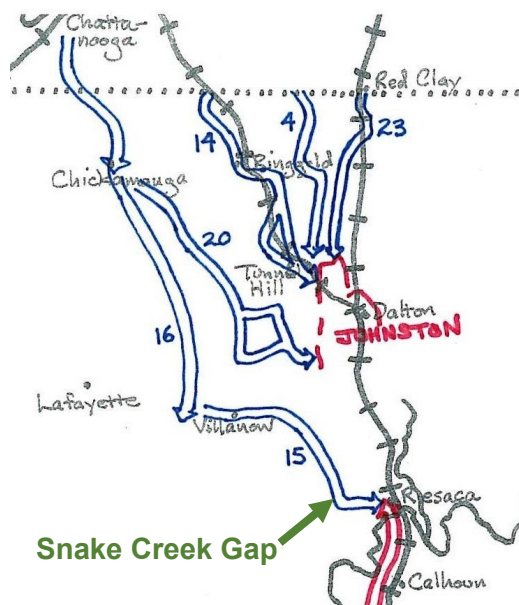 Chatta-
nooga
Red Clay
14
4
23
Ringgold
Chickamauga
20
Tunnel
Hill
Dalton
JOHNSTON
16
Lafayette
Villanow
15
Resaca
Snake Creek Gap
Calhoun